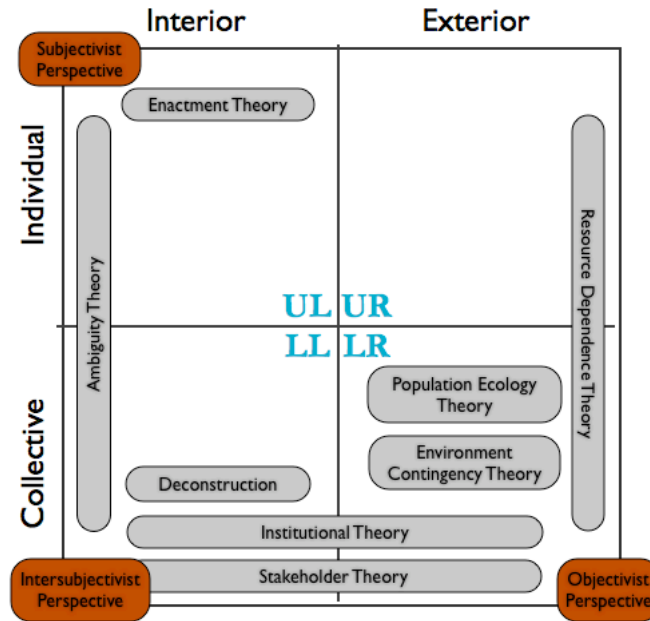 Interior
Exterior
Subjectivist
Perspective
Enactment Theory
Individual
Ambiguity Theory
Resource Dependence Theory
UL UR
LL LR
Population Ecology
Theory
Collective
Environment
Contingency Theory
Deconstruction
Institutional Theory
Intersubjectivist
Perspective
Stakeholder Theory
Objectivist
Perspective